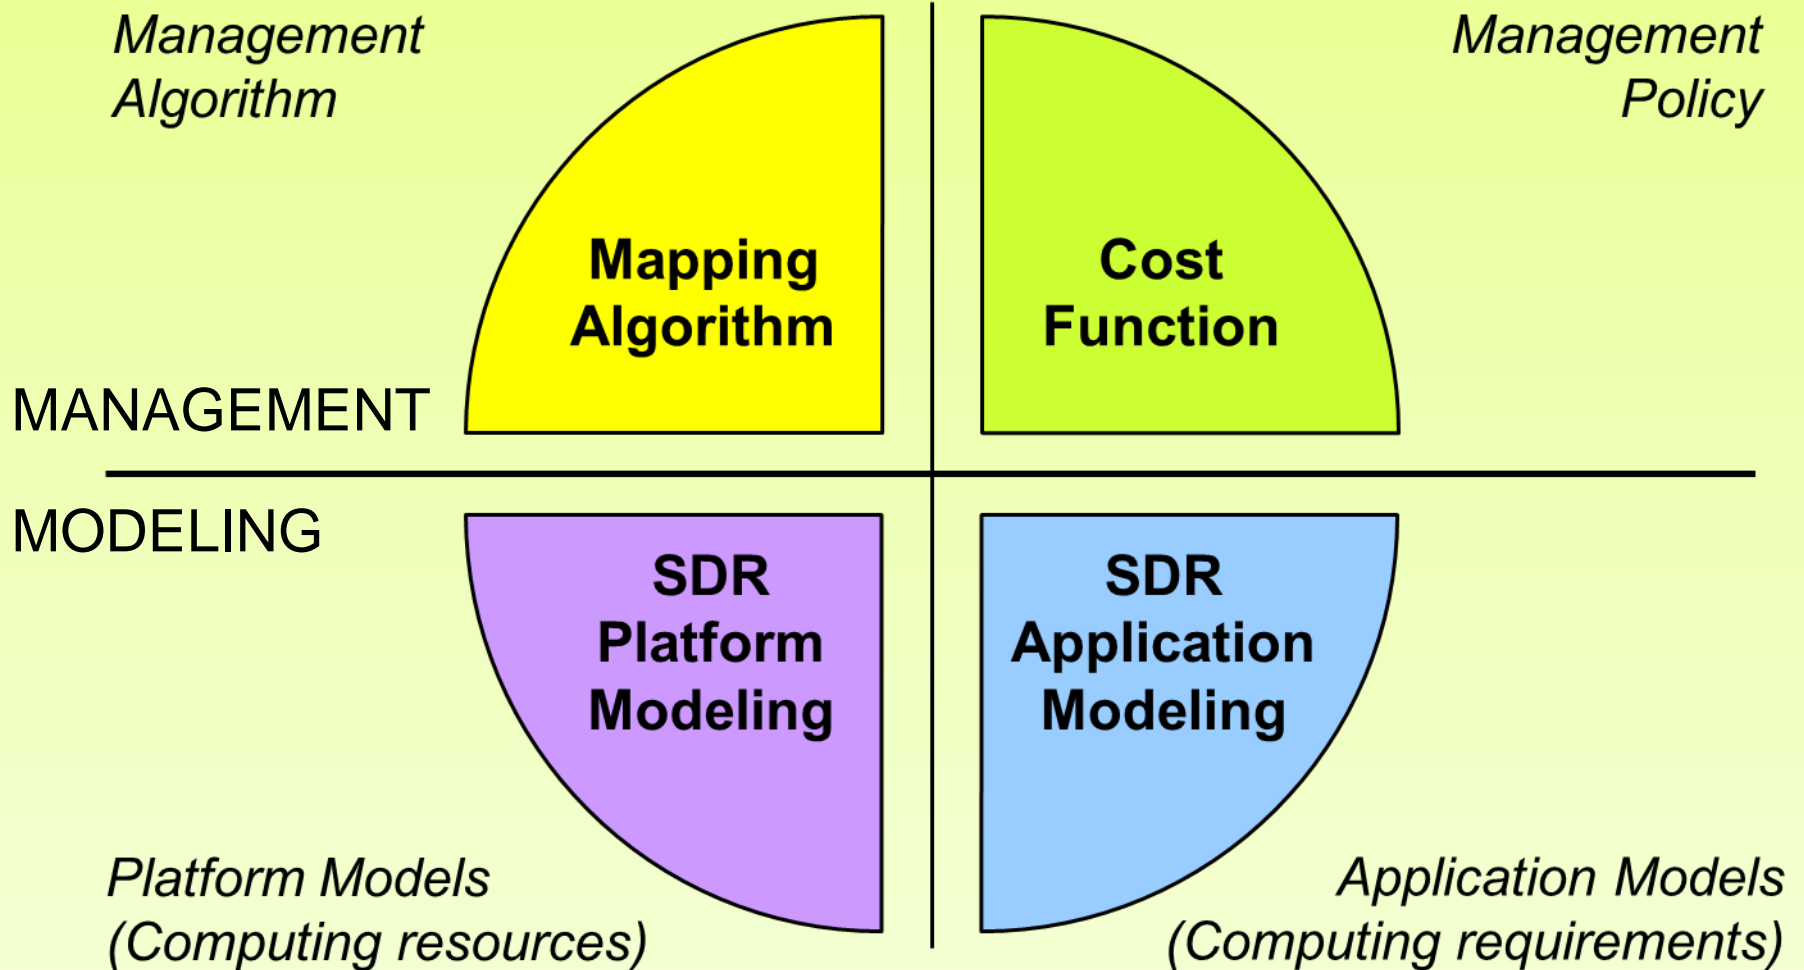 Management
Algorithm
Management
Policy
Mapping
Algorithm
Cost
Function
MANAGEMENT
MODELING
SDR
Platform
Modeling
SDR
Application
Modeling
Platform Models
(Computing resources)
Application Models
(Computing requirements)